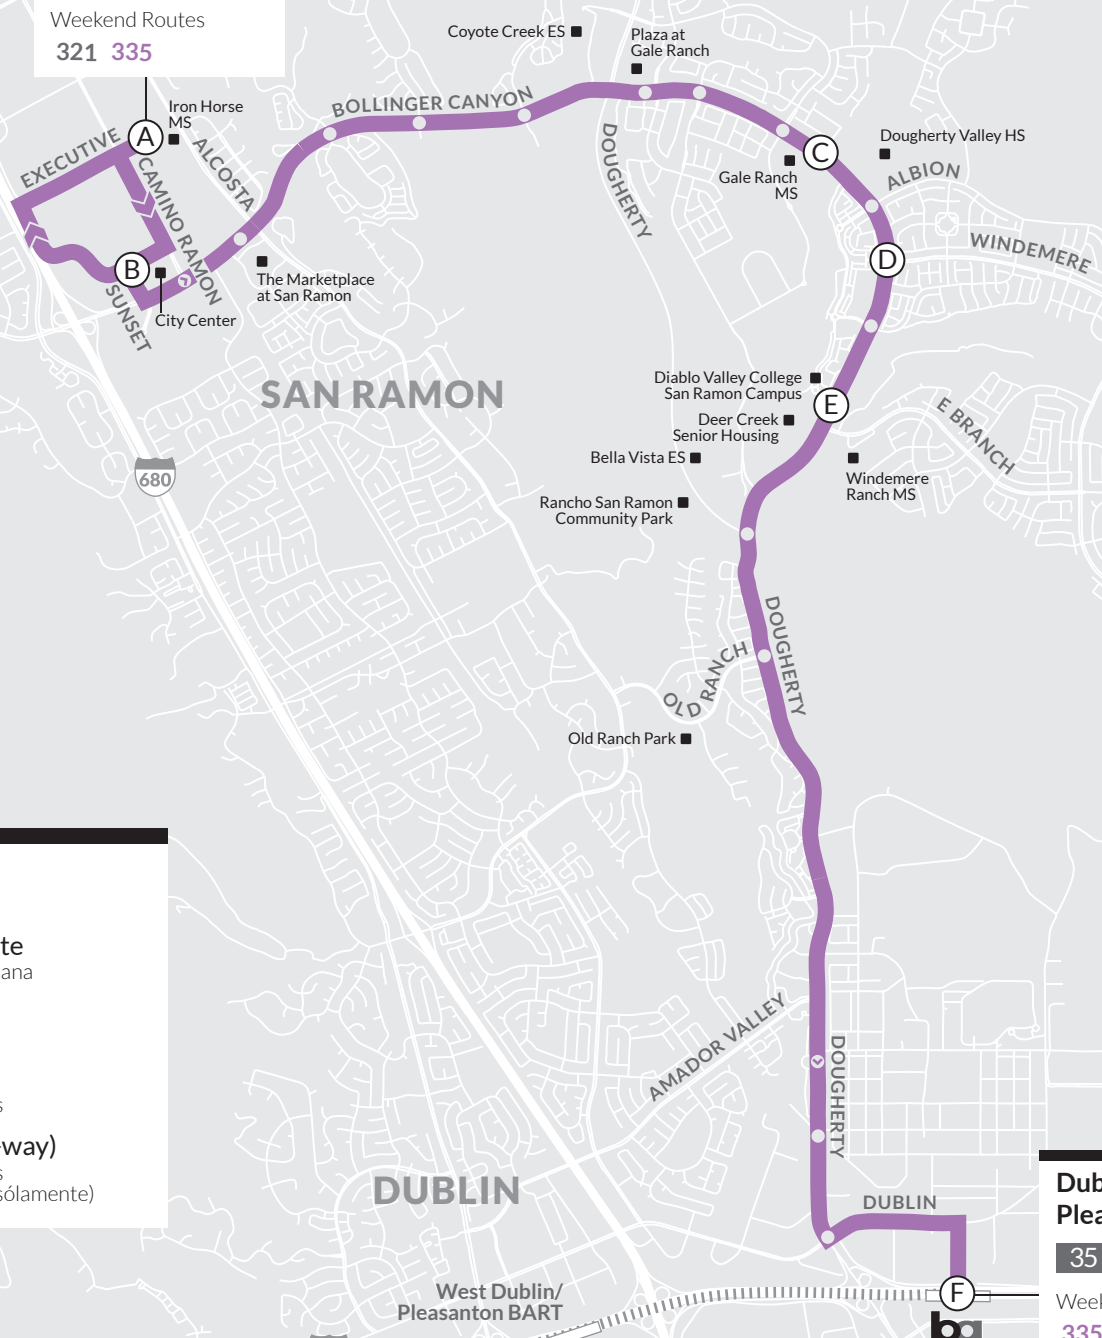 Weekend Routes
321 335
Coyote Creek ES
Plaza at
Gale Ranch
Iron Horse
MS
A
EXECUTIVE
CAMINO RAMON
ALCOSTA
BOLLINGER CANYON
DOUGHERTY
C
Gale Ranch
MS
Dougherty Valley HS
ALBION
WINDEMERE
D
B
SUNSET
City Center
The Marketplace
at San Ramon
SAN RAMON
Diablo Valley College
San Ramon Campus
E
Deer Creek
Senior Housing
Bella Vista ES
E BRANCH
Windemere
Ranch MS
Rancho San Ramon
Community Park
680
DOUGHERTY
OLD RANCH
Old Ranch Park
te
ana
s
-way)
s
sólamente)
AMADOR VALLEY
DOUGHERTY
DUBLIN
DUBLIN
Dub
Plea
35
Week
335
F
ba
West Dublin/
Pleasanton BART